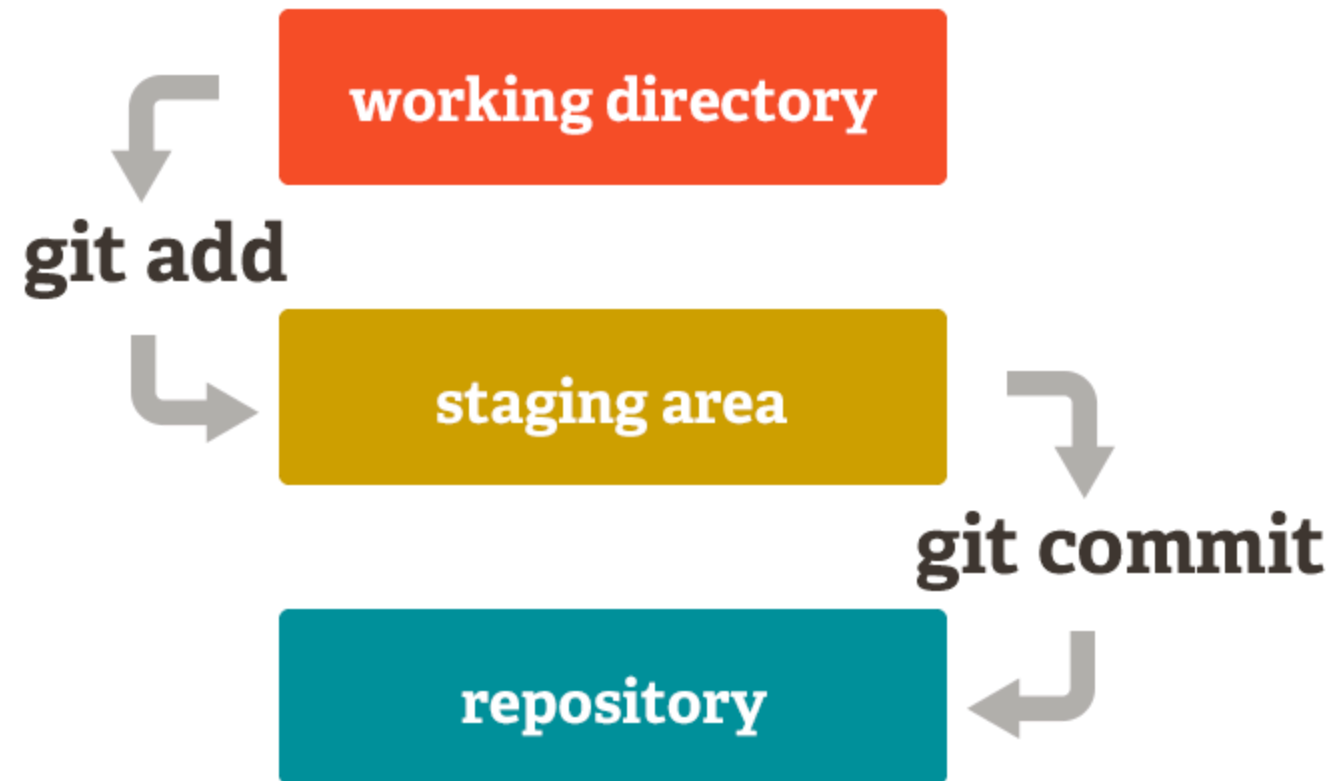 working directory
git add
staging area
git commit
repository